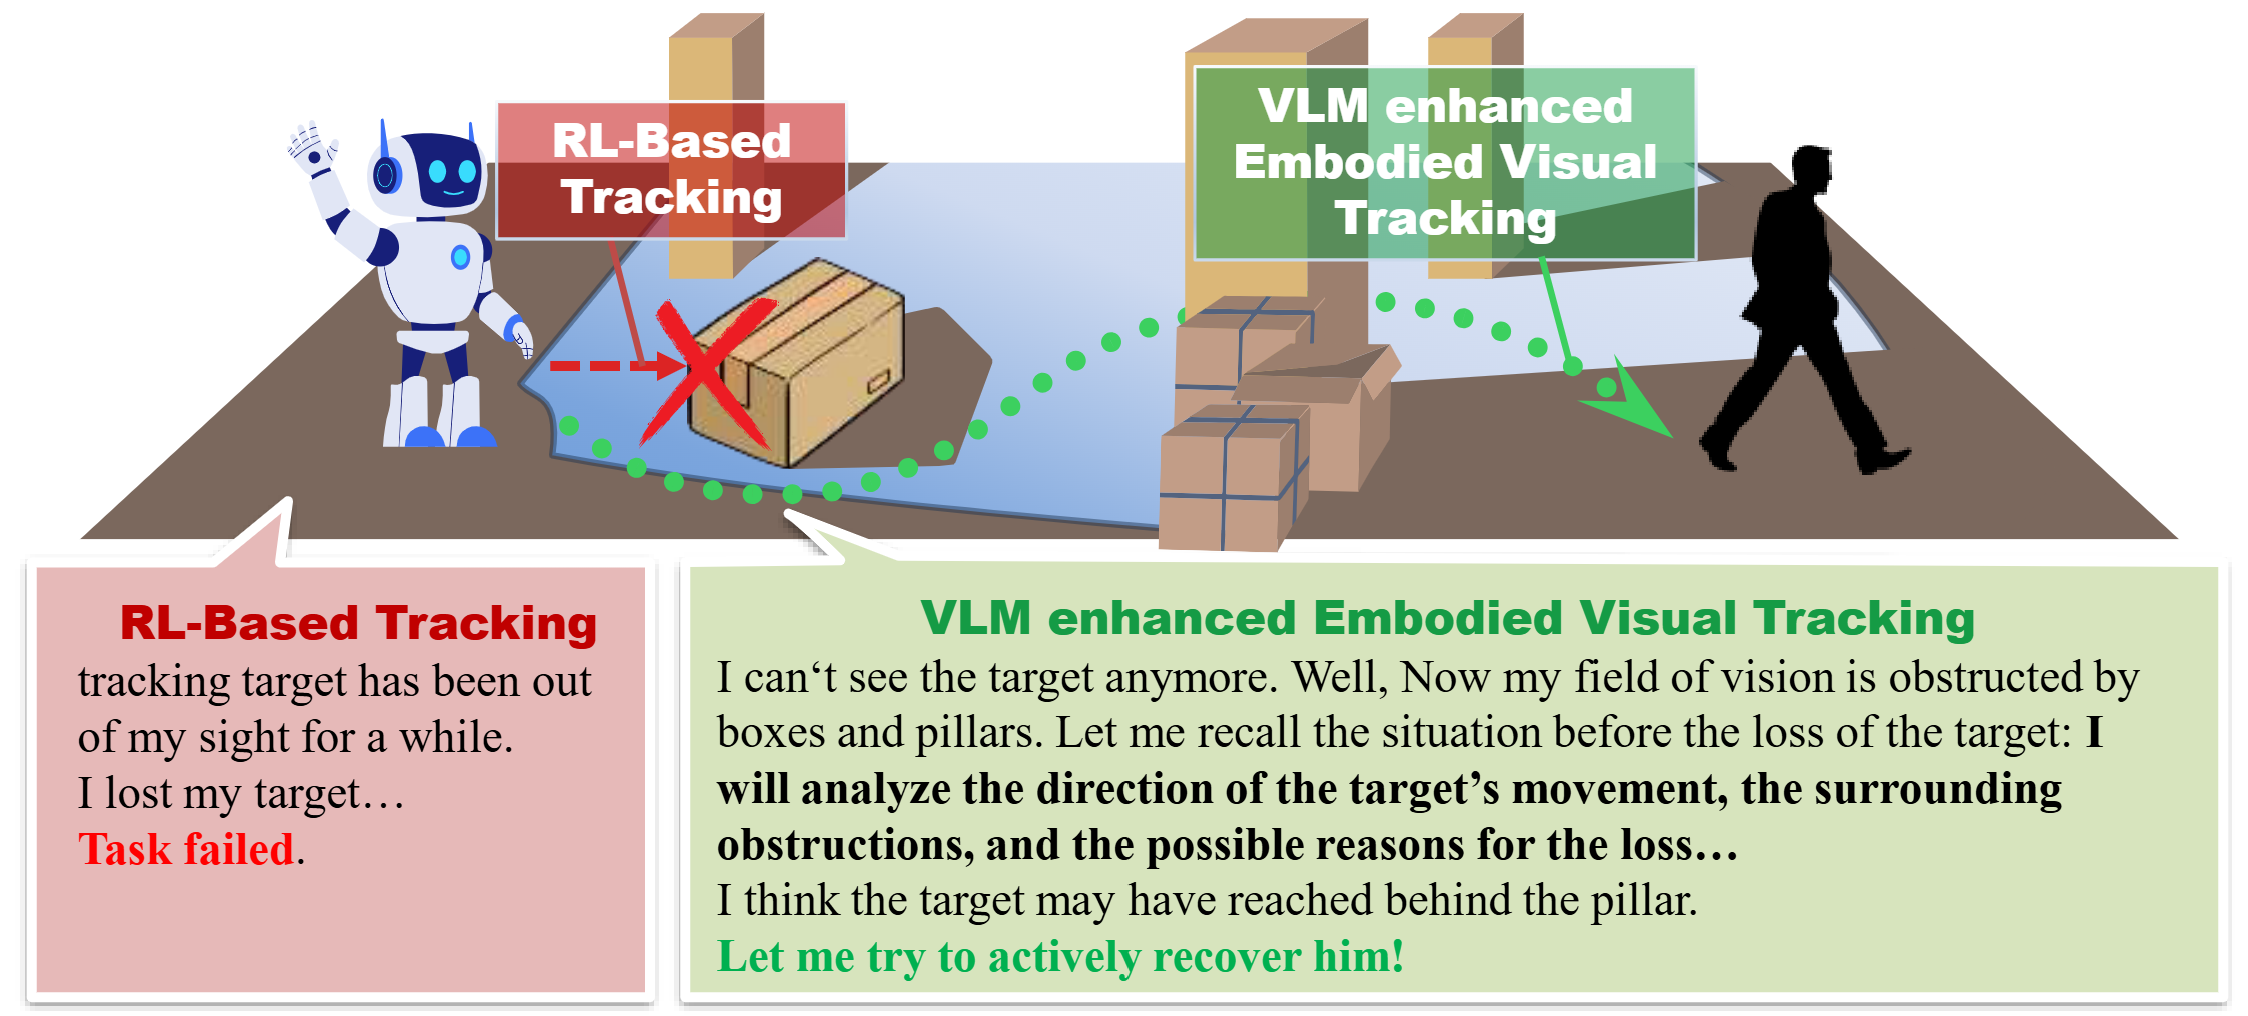 RL-Based
Tracking
VLM enhanced
Embodied Visual
Tracking
RL-Based Tracking
tracking target has been out
of my sight for a while.
I lost my target…
Task failed.
VLM enhanced Embodied Visual Tracking
I can‘t see the target anymore. Well, Now my field of vision is obstructed by
boxes and pillars. Let me recall the situation before the loss of the target: I
will analyze the direction of the target’s movement, the surrounding
obstructions, and the possible reasons for the loss…
I think the target may have reached behind the pillar.
Let me try to actively recover him!